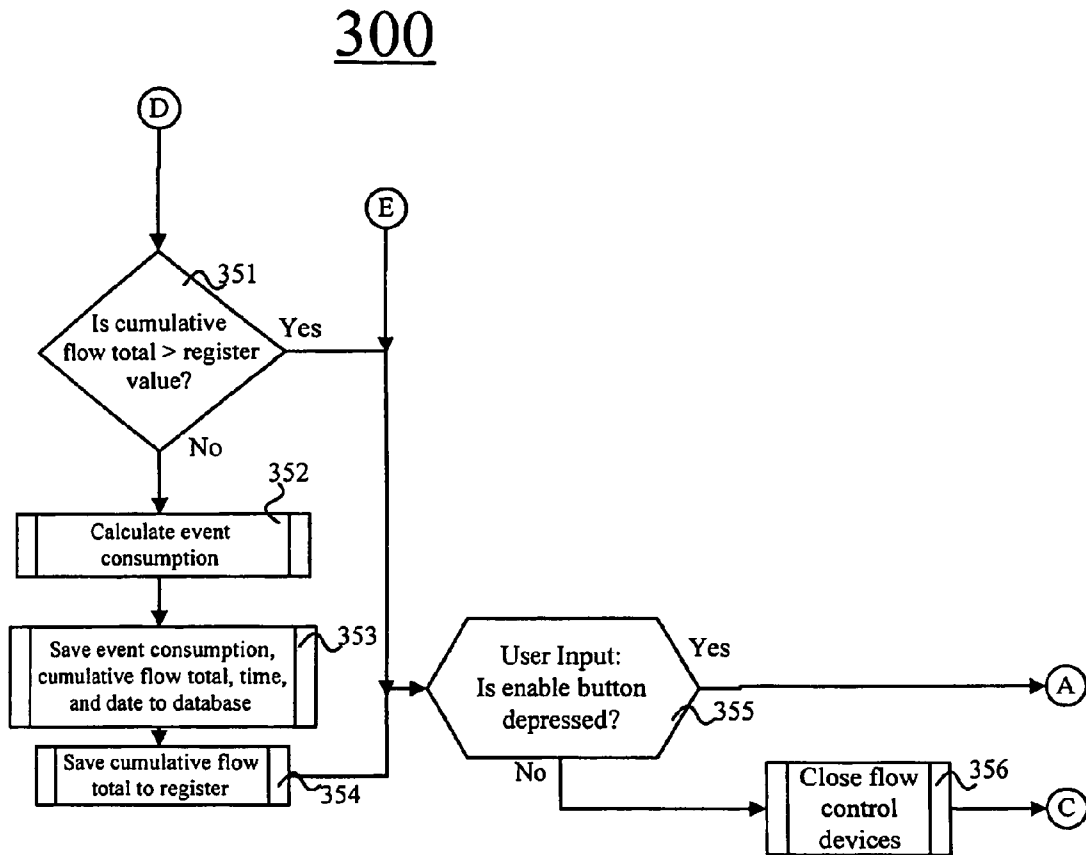 300
D
E
351
Is cumulative
flow total > register
value?
Yes
No
352
Calculate event
consumption
353
Save event consumption,
cumulative flow total, time,
and date to database
Save cumulative flow
total to register
354
User Input:
Is enable button
depressed?
Yes
355
A
No
356
Close flow
control
devices
C